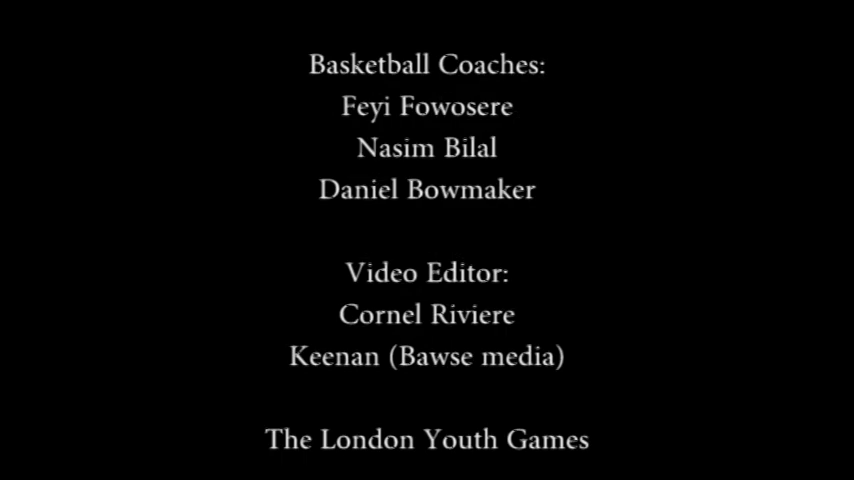 Basketball Coaches:
Feyi Fowosere
Nasim Bilal
Daniel Bowmaker
Video Editor:
Cornel Riviere
Keenan (Bawse media)
The London Youth Games